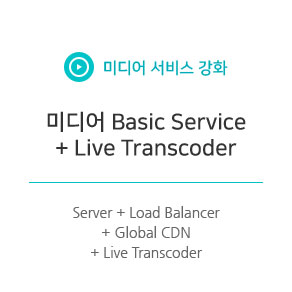 미디어 서비스 강화
미디어 Basic Service
+ Live Transcoder
Server + Load Balancer
+ Global CDN
+ Live Transcoder